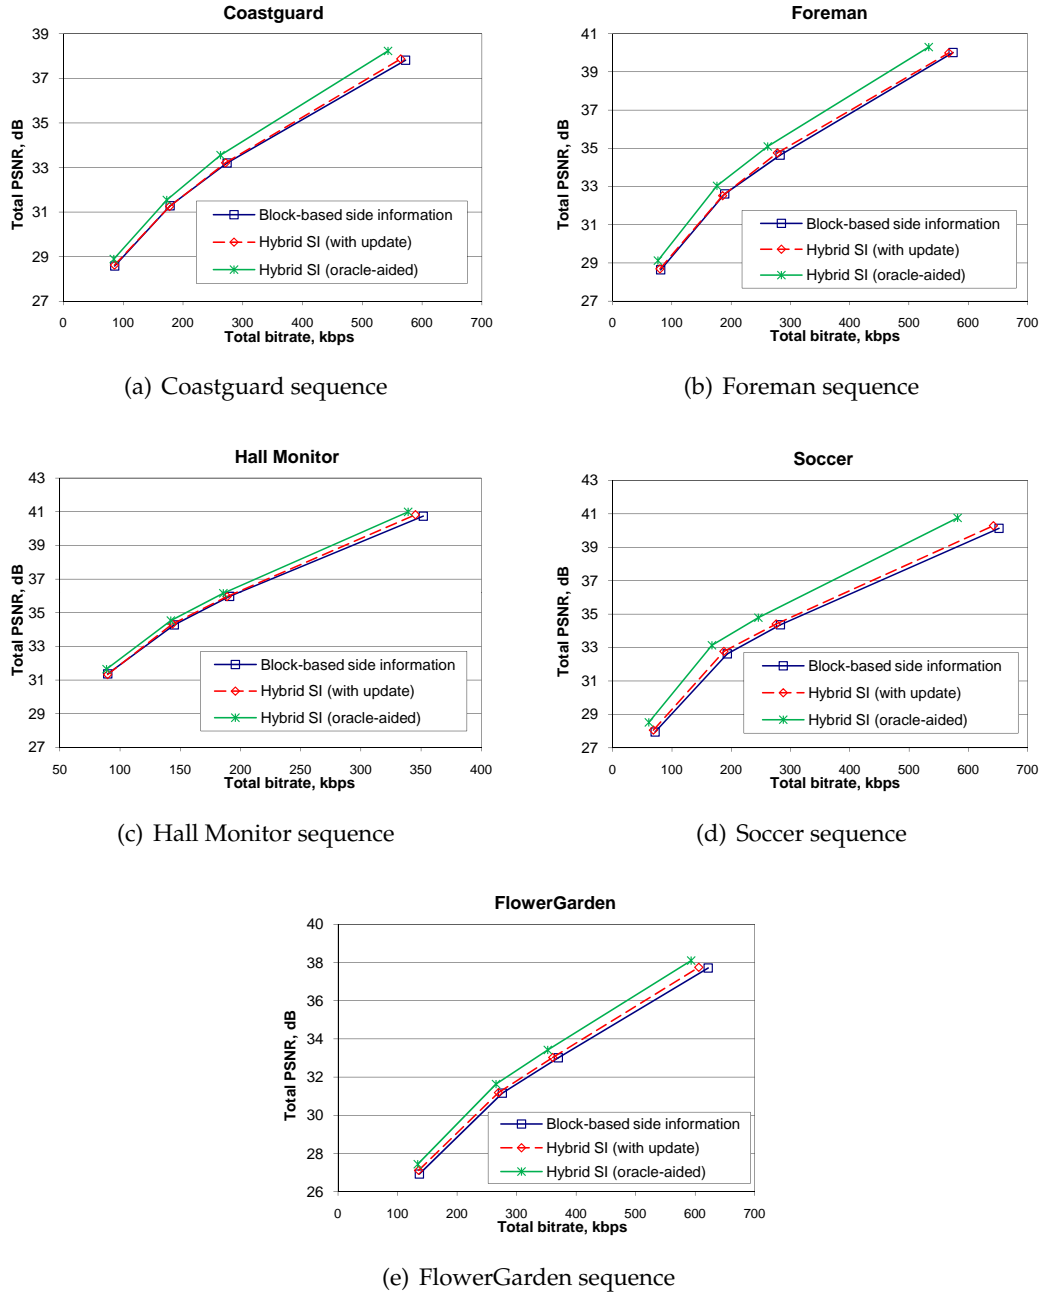 Coastguard
39
37
35
33
31
29
27
Total PSNR, dB
Block-based side information
Hybrid SI (with update)
Hybrid SI (oracle-aided)
0 100 200 300 400 500 600 700
Total bitrate, kbps
(a) Coastguard sequence
Foreman
41
39
37
35
33
31
29
27
Total PSNR, dB
Block-based side information
Hybrid SI (with update)
Hybrid SI (oracle-aided)
0 100 200 300 400 500 600 700
Total bitrate, kbps
(b) Foreman sequence
Hall Monitor
43
41
39
37
35
33
31
29
27
Total PSNR, dB
Block-based side information
Hybrid SI (with update)
Hybrid SI (oracle-aided)
50 100 150 200 250 300 350 400
Total bitrate, kbps
(c) Hall Monitor sequence
Soccer
43
41
39
37
35
33
31
29
27
Total PSNR, dB
Block-based side information
Hybrid SI (with update)
Hybrid SI (oracle-aided)
0 100 200 300 400 500 600 700
Total bitrate, kbps
(d) Soccer sequence
FlowerGarden
40
38
36
34
32
30
28
26
Total PSNR, dB
Block-based side information
Hybrid SI (with update)
Hybrid SI (oracle-aided)
0 100 200 300 400 500 600 700
Total bitrate, kbps
(e) FlowerGarden sequence